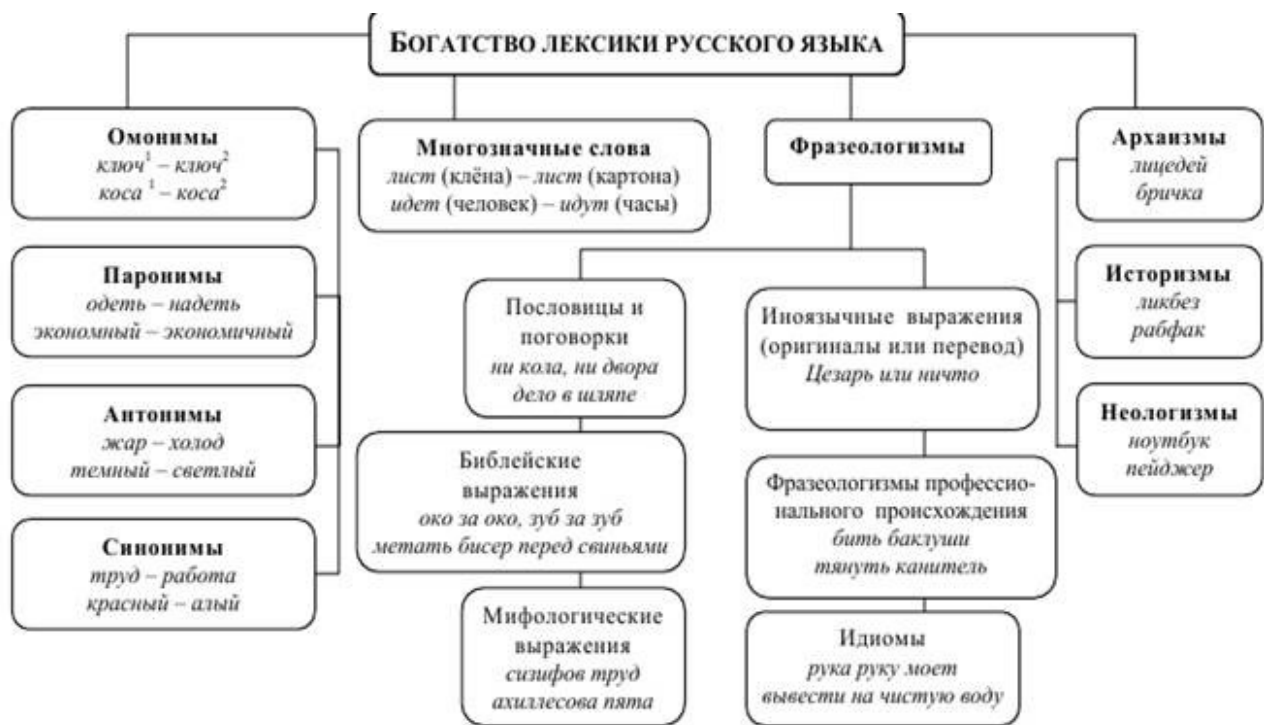 БОГАТСТВО ЛЕКСИКИ РУССКОГО ЯЗЫКА
Омонимы
ключ¹ – ключ²
коса ¹ – коса²
Паронимы
одеть – надеть
экономный – экономичный
Антонимы
жар – холод
темный – светлый
Синонимы
труд – работа
красный – алый
Многозначные слова
лист (клёна) – лист (картона)
идет (человек) – идут (часы)
Фразеологизмы
Пословицы и
поговорки
ни кола, ни двора
дело в шляпе
Библейские
выражения
око за око, зуб за зуб
метать бисер перед свиньями
Мифологические
выражения
сизифов труд
ахиллесова пята
Иноязычные выражения
(оригиналы или перевод)
Цезарь или ничто
Фразеологизмы профессио-
нального происхождения
бить баклуши
тянуть канитель
Идиомы
рука руку моет
вывести на чистую воду
Архаизмы
лицедей
бричка
Историзмы
ликбез
рабфак
Неологизмы
ноутбук
пейджер